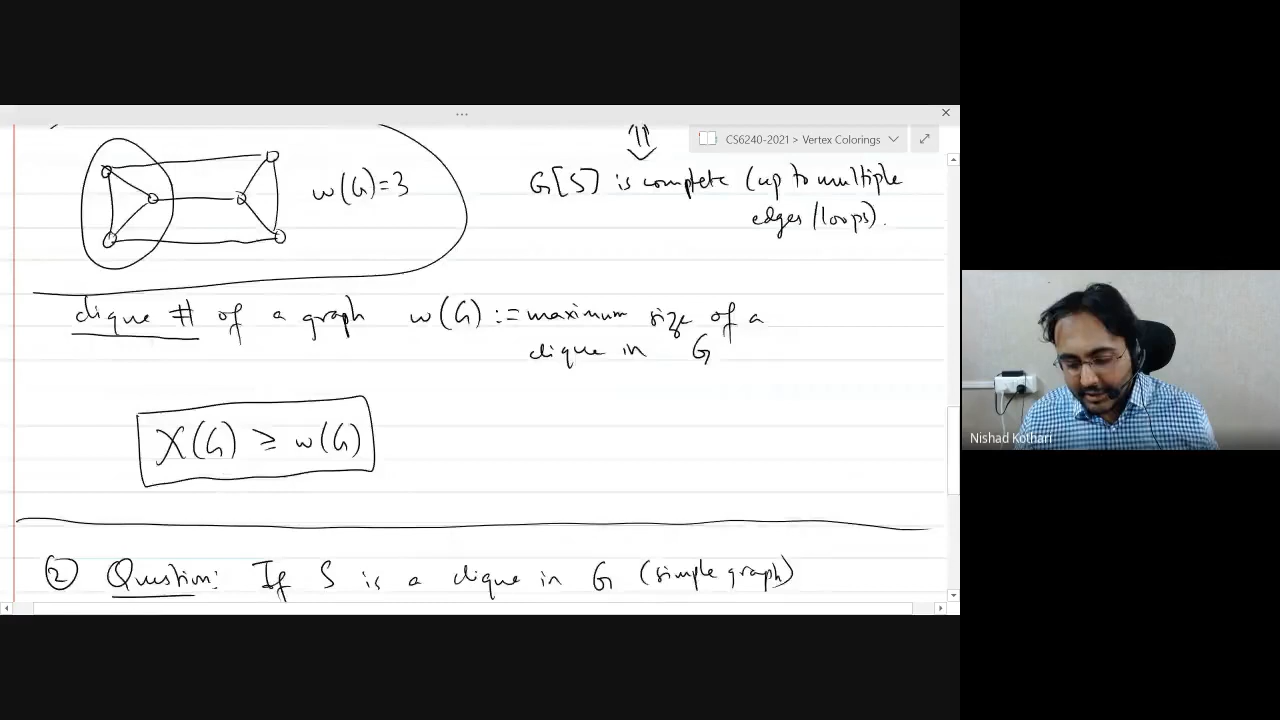 CS6240-2021 > Vertex Colorings
ω(G)=3
G[S] is complete (up to multiple
edges/loops).
clique # of a graph ω(G) := maximum size of a
clique in G
χ(G) ≥ ω(G)
② Question: If S is a clique in G (simple graph)
Nishad Kothari